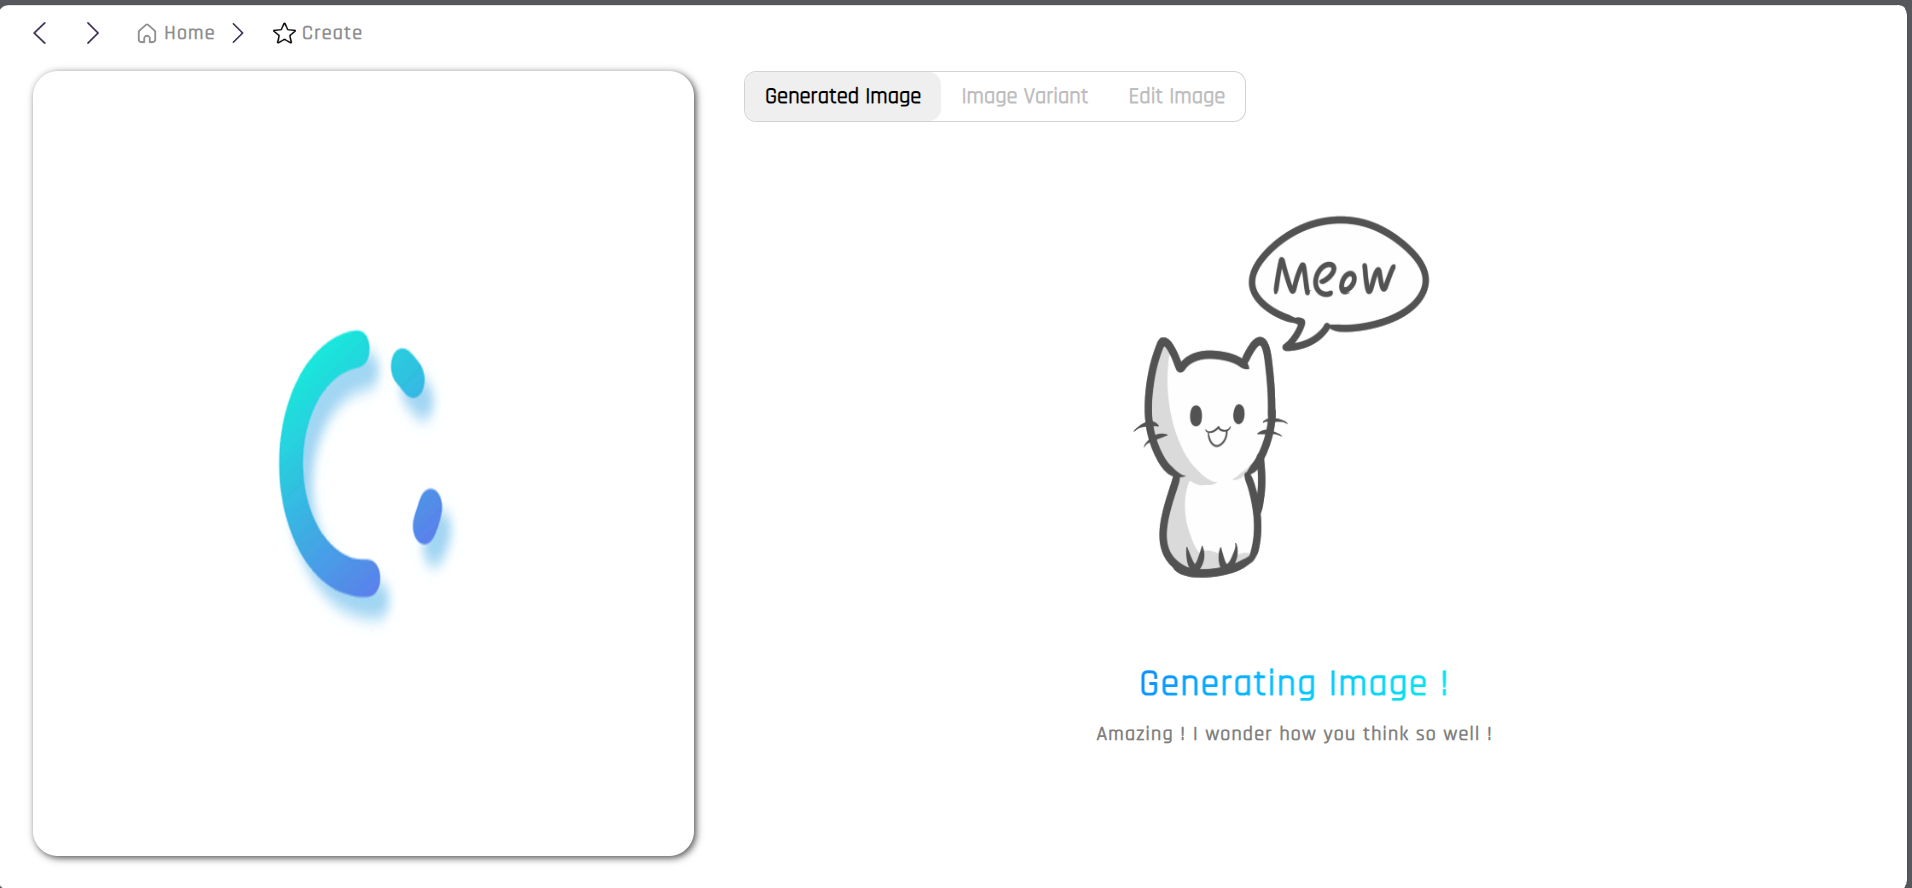 Home Create
Generated Image Image Variant Edit Image
Meow
Generating Image !
Amazing ! I wonder how you think so well !